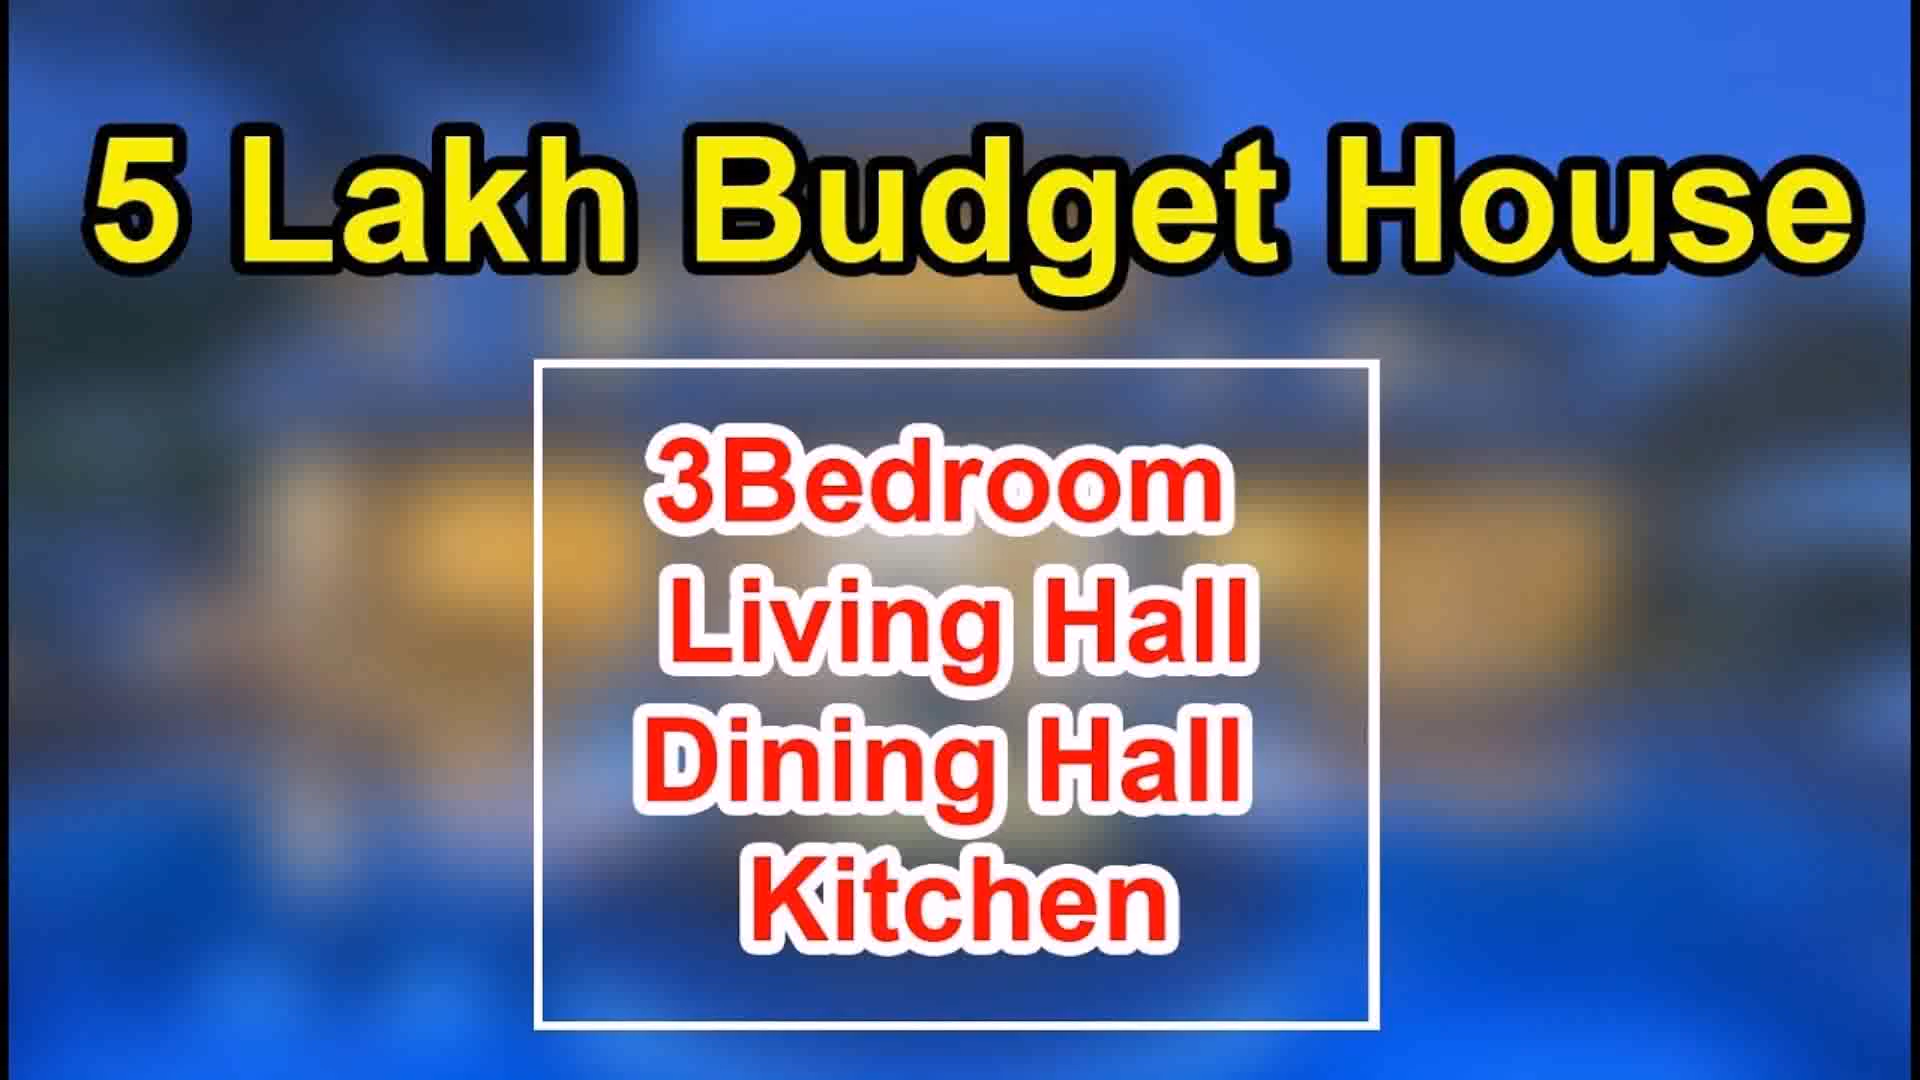 5 Lakh Budget House
3Bedroom
Living Hall
Dining Hall
Kitchen